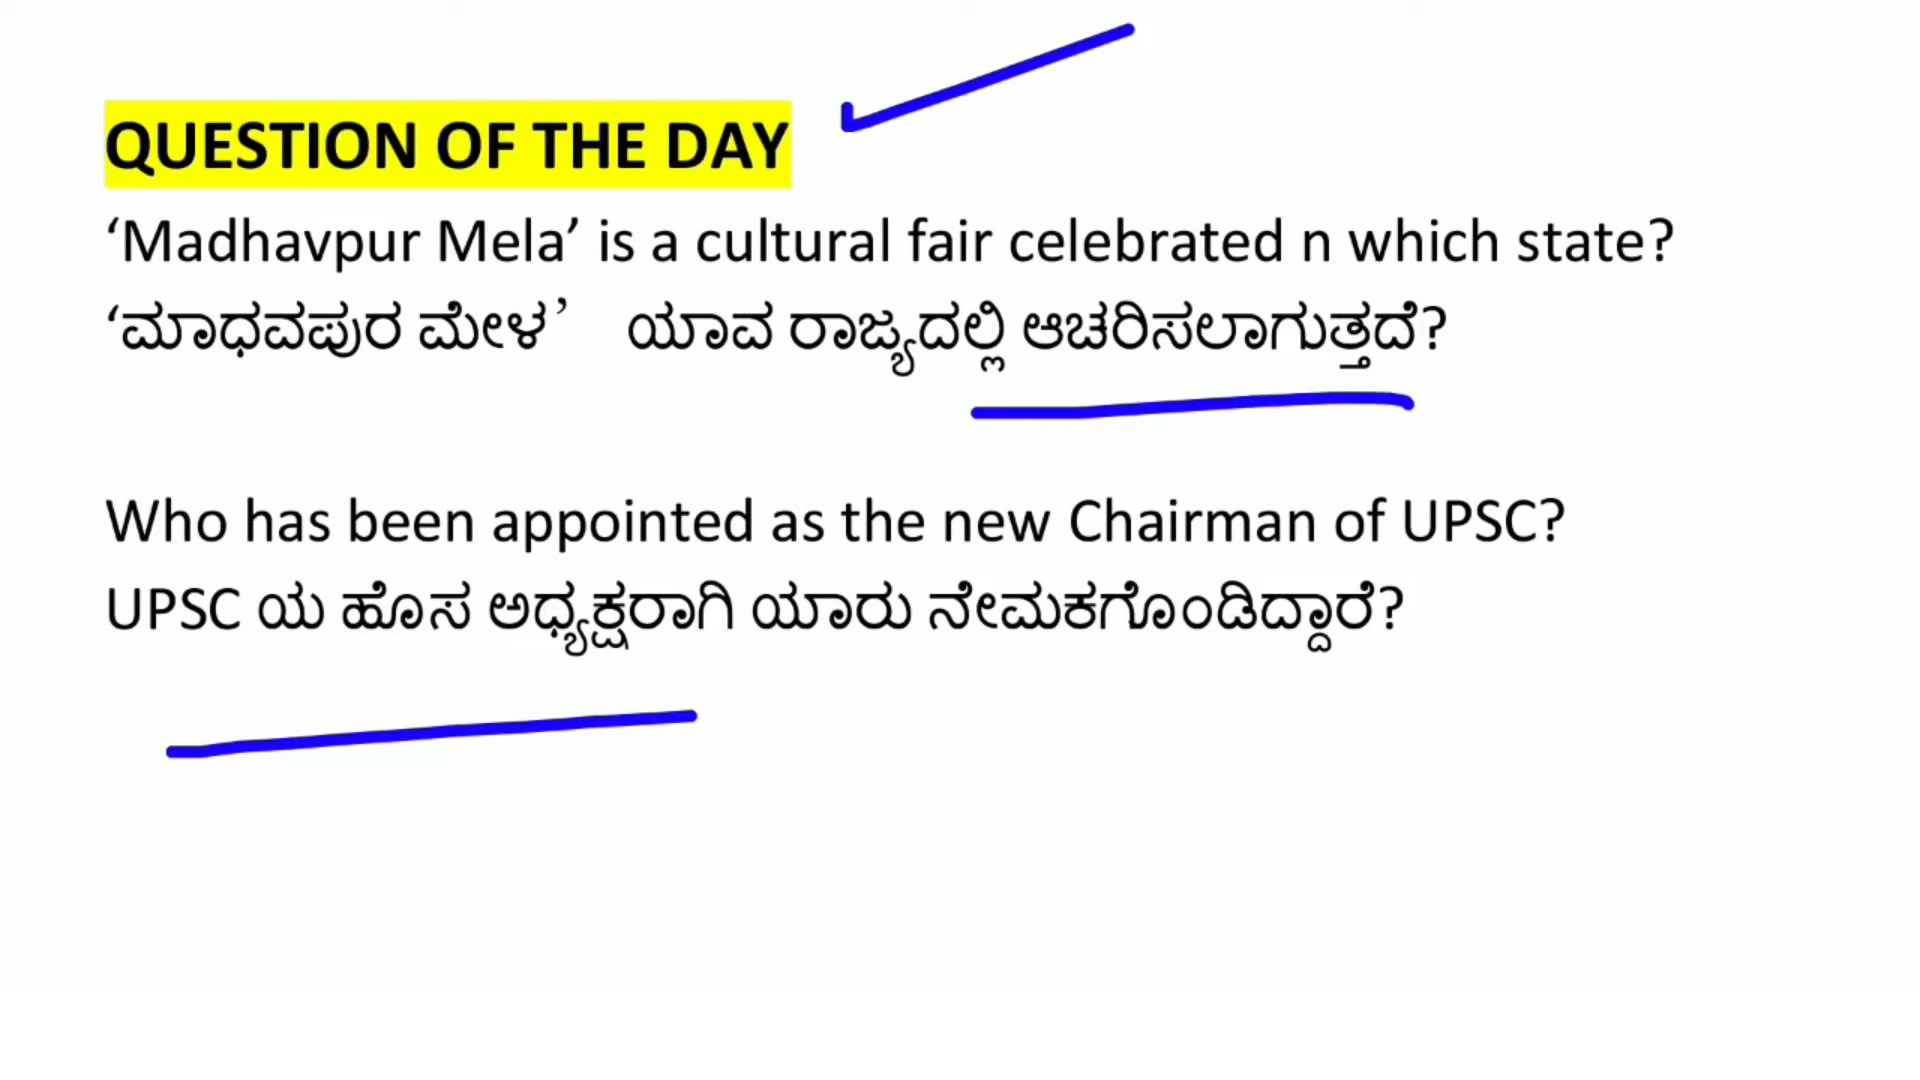 QUESTION OF THE DAY
‘Madhavpur Mela’ is a cultural fair celebrated n which state?
‘ಮಾಧವಪುರ ಮೇಳ’ ಯಾವ ರಾಜ್ಯದಲ್ಲಿ ಆಚರಿಸಲಾಗುತ್ತದೆ?
Who has been appointed as the new Chairman of UPSC?
UPSC ಯ ಹೊಸ ಅಧ್ಯಕ್ಷರಾಗಿ ಯಾರು ನೇಮಕಗೊಂಡಿದ್ದಾರೆ?